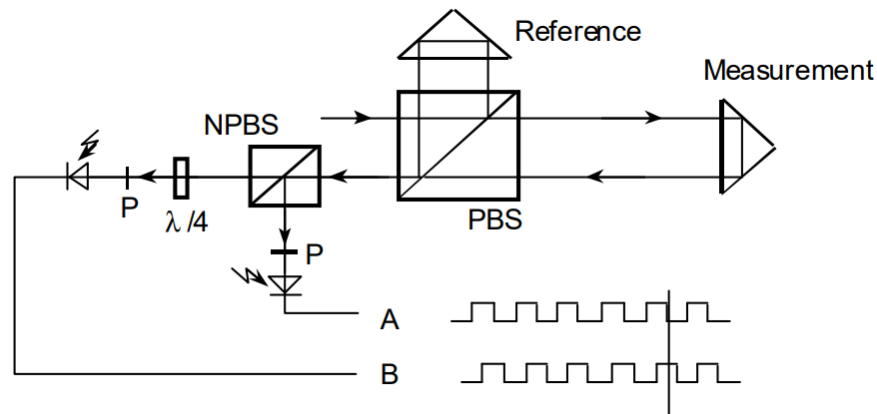 Reference
Measurement
NPBS
P
λ /4
PBS
P
A
B